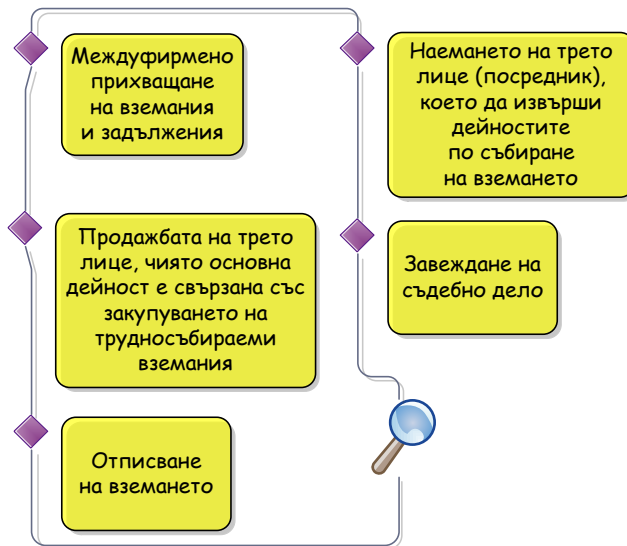 Междуфирмено
прихващане
на вземания
и задължения
Наемането на трето
лице (посредник),
което да извърши
дейностите
по събиране
на вземането
Продажбата на трето
лице, чиято основна
дейност е свързана със
закупуването на
трудносъбираеми
вземания
Завеждане на
съдебно дело
Отписване
на вземането